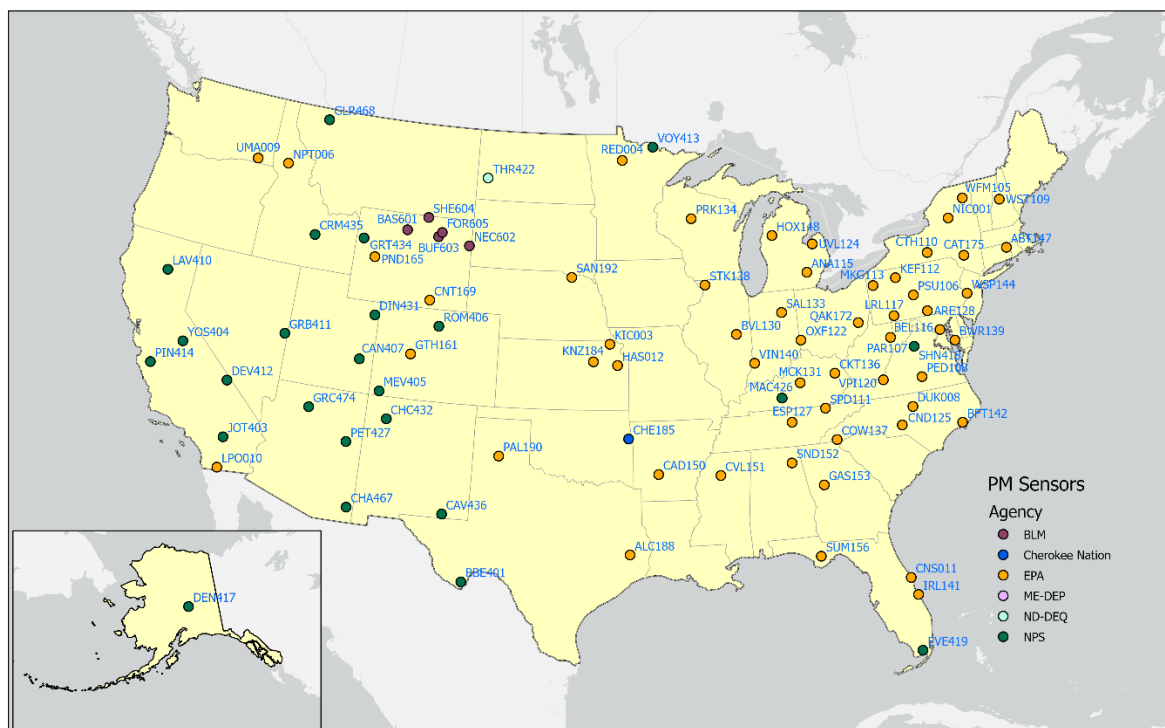 GLR468
VOY413
UMA009
NPT006
RED004
THR422
WFM105
WST109
SHE604
PRK134
NIC001
BAS601
FOR605
CRM435
HOX148
BUF603
NEC602
UVL124
CTH110
CAT175
ABT147
GRT434
PND165
LAV410
ANA115
SAN192
STK138
MKG113
KEF112
PSU106
WSP144
CNT169
DIN431
SAL133
LRL117
ARE128
ROM406
GRB411
QAK172
BVL130
OXF122
BEL116
BWR139
YOS404
KIC003
PAR107
SHN418
PIN414
CAN407
GTH161
KNZ184
HAS012
VIN140
CKT136
PED108
DEV412
MCK131
VPI120
MEV405
MAC426
GRC474
CHC432
ESP127
SPD111
DUK008
CND125
BFT142
JOT403
PET427
CHE185
COW137
LPO010
PAL190
CAD150
CVL151
SND152
GAS153
CHA467
CAV436
ALC188
SUM156
BBE401
CNS011
IRL141
EVE419
DEN417
PM Sensors
Agency
BLM
Cherokee Nation
EPA
ME-DEP
ND-DEQ
NPS